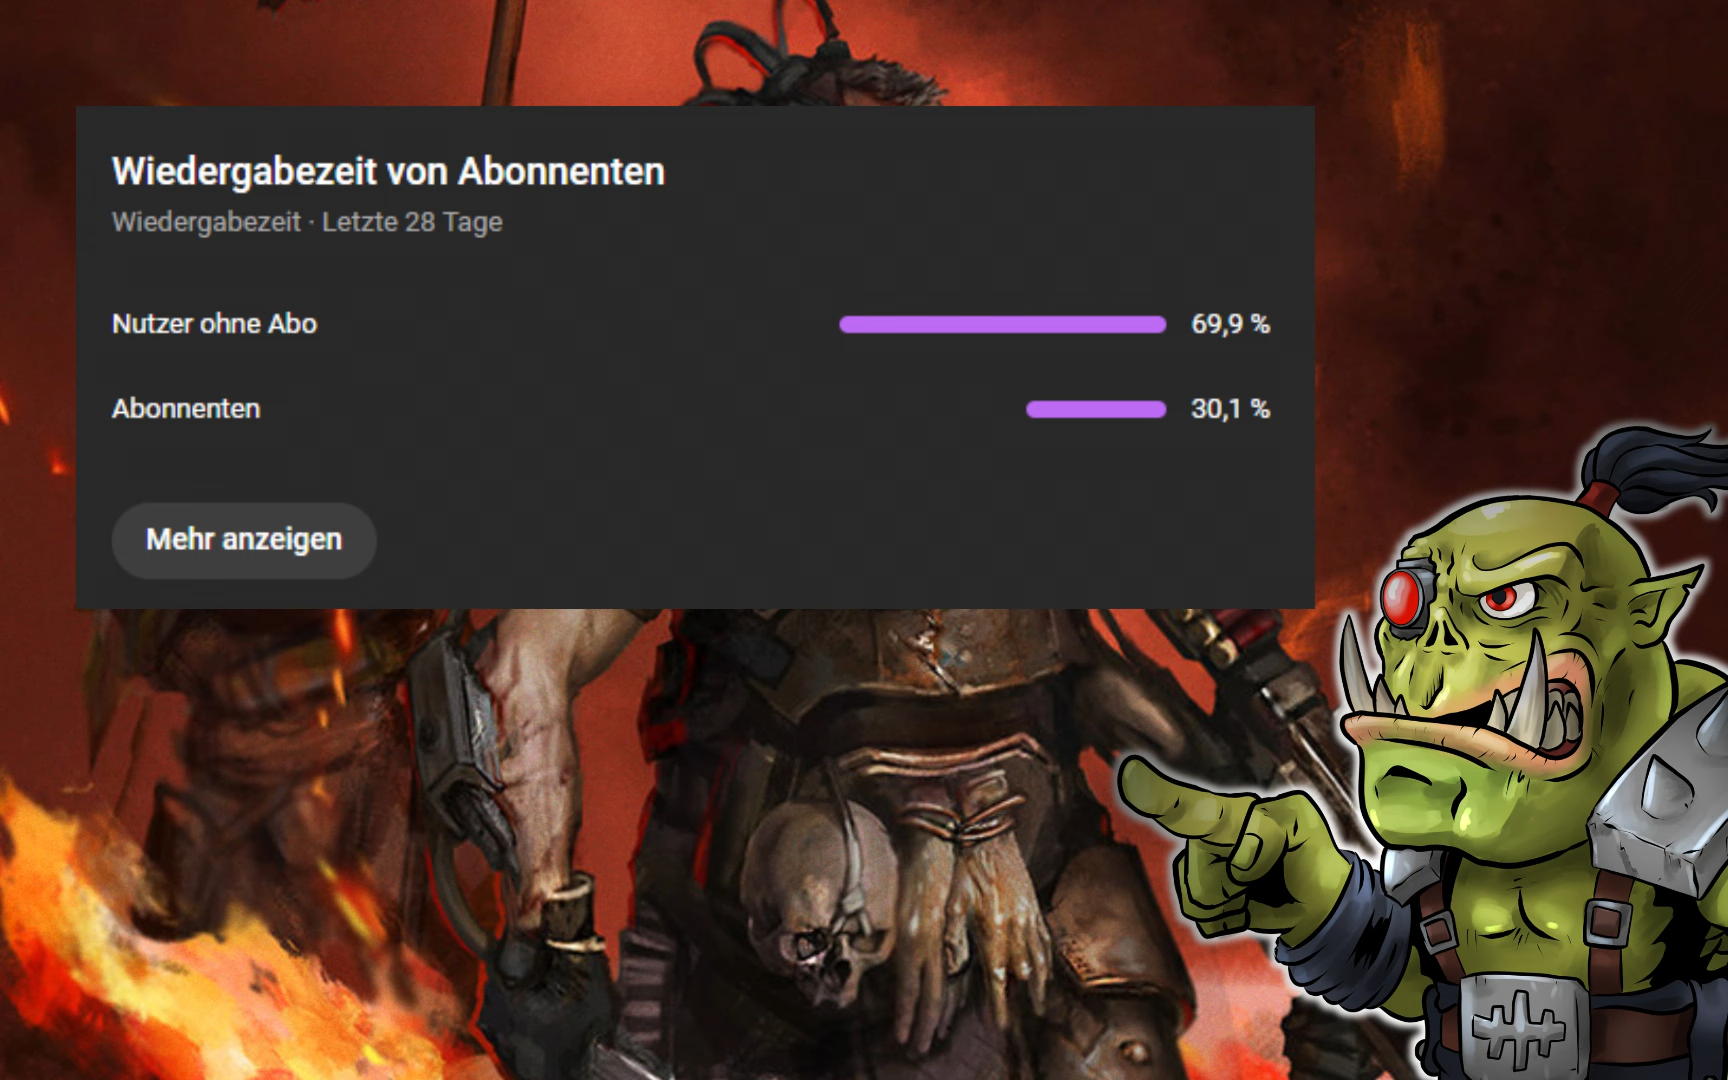 Wiedergabezeit von Abonnenten
Wiedergabezeit · Letzte 28 Tage
Nutzer ohne Abo 69,9 %
Abonnenten 30,1 %
Mehr anzeigen